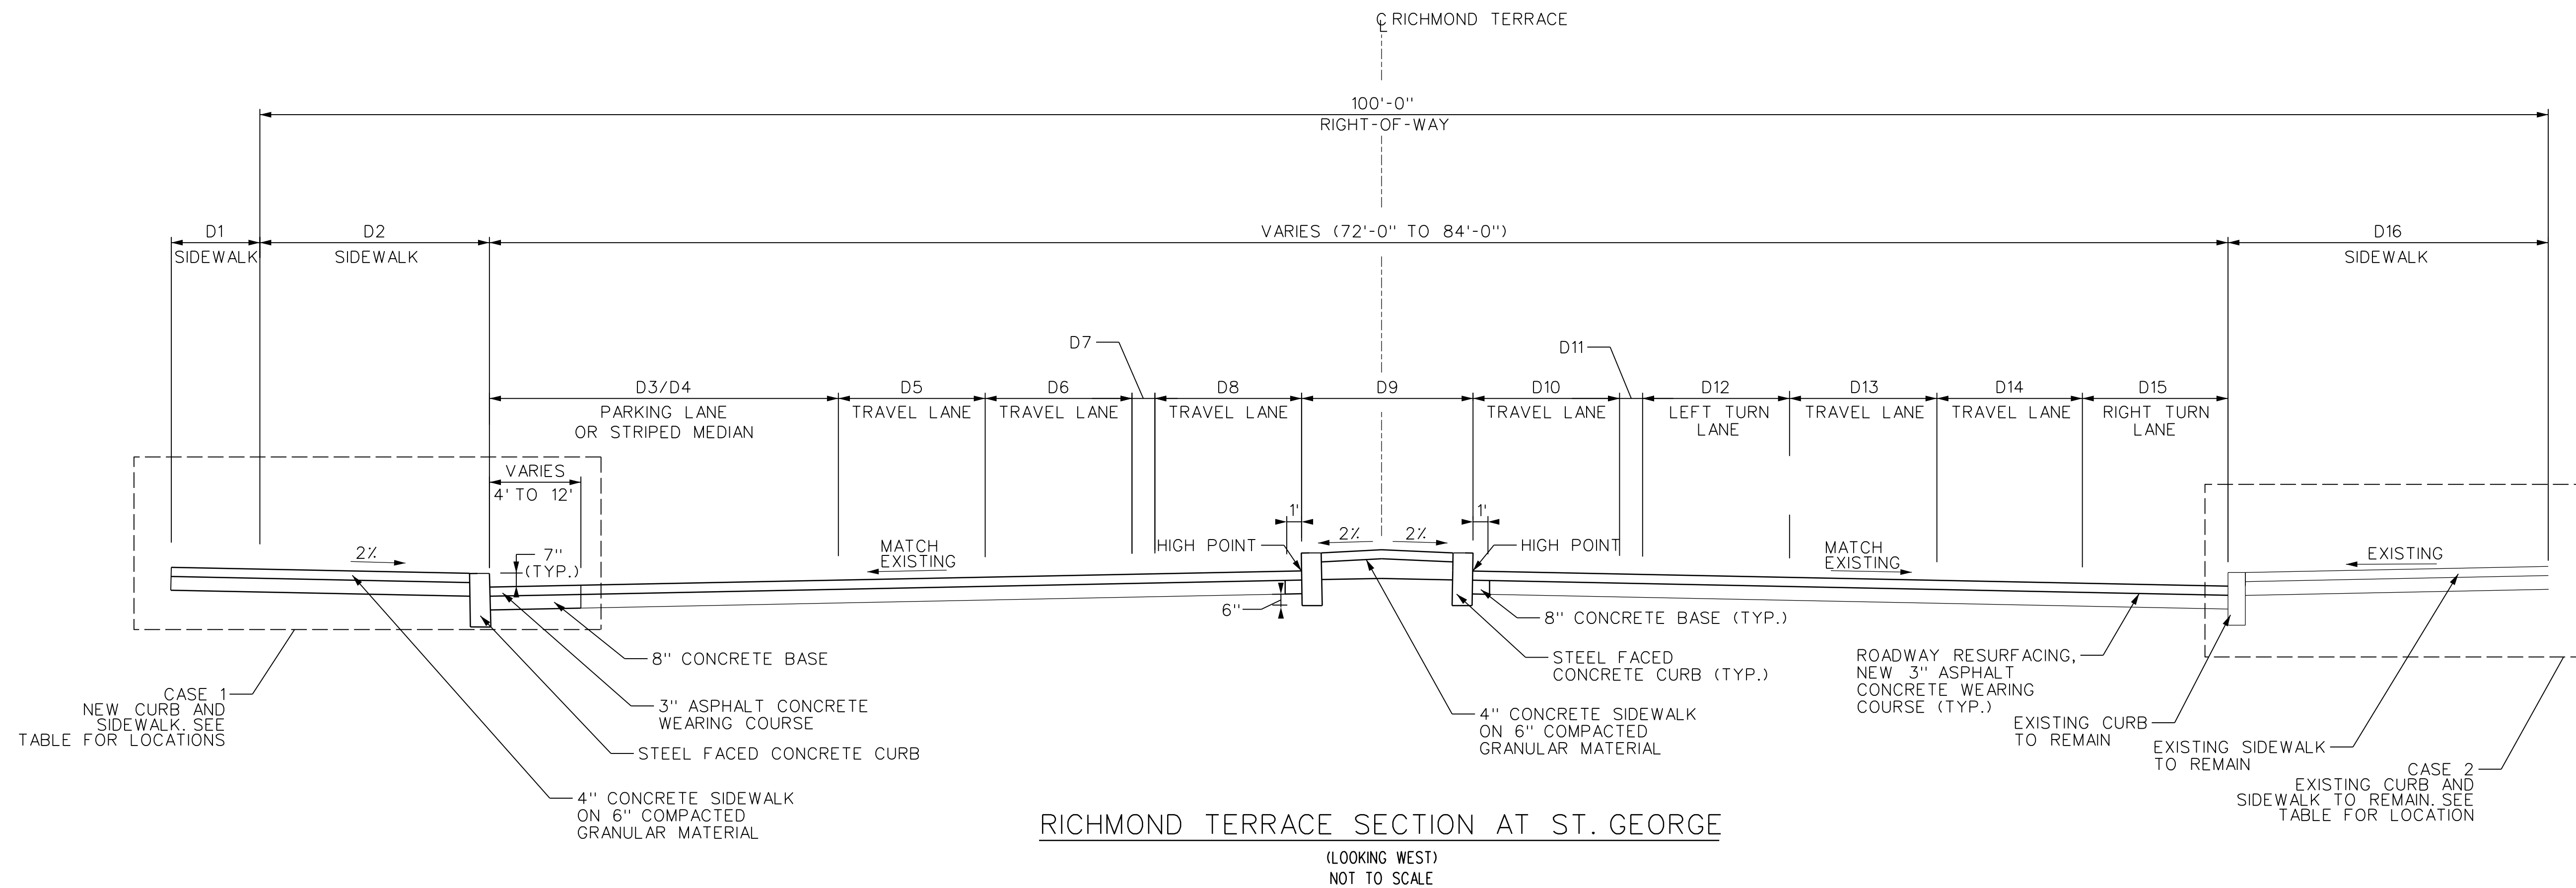 ℄ RICHMOND TERRACE
100'-0"
RIGHT-OF-WAY
D1
SIDEWALK
D2
SIDEWALK
VARIES (72'-0" TO 84'-0")
D16
SIDEWALK
D7
D11
D3/D4
PARKING LANE
OR STRIPED MEDIAN
D5
TRAVEL LANE
D6
TRAVEL LANE
D8
TRAVEL LANE
D9
D10
TRAVEL LANE
D12
LEFT TURN
LANE
D13
TRAVEL LANE
D14
TRAVEL LANE
D15
RIGHT TURN
LANE
VARIES
4' TO 12'
2%
7"
(TYP.)
MATCH
EXISTING
HIGH POINT
1'
2%
2%
1'
HIGH POINT
MATCH
EXISTING
EXISTING
6"
8" CONCRETE BASE (TYP.)
8" CONCRETE BASE
STEEL FACED
CONCRETE CURB (TYP.)
ROADWAY RESURFACING,
NEW 3" ASPHALT
CONCRETE WEARING
COURSE (TYP.)
CASE 1
NEW CURB AND
SIDEWALK. SEE
TABLE FOR LOCATIONS
3" ASPHALT CONCRETE
WEARING COURSE
4" CONCRETE SIDEWALK
ON 6" COMPACTED
GRANULAR MATERIAL
EXISTING CURB
TO REMAIN
EXISTING SIDEWALK
TO REMAIN
STEEL FACED CONCRETE CURB
CASE 2
EXISTING CURB AND
SIDEWALK TO REMAIN. SEE
TABLE FOR LOCATION
4" CONCRETE SIDEWALK
ON 6" COMPACTED
GRANULAR MATERIAL
RICHMOND TERRACE SECTION AT ST. GEORGE
(LOOKING WEST)
NOT TO SCALE